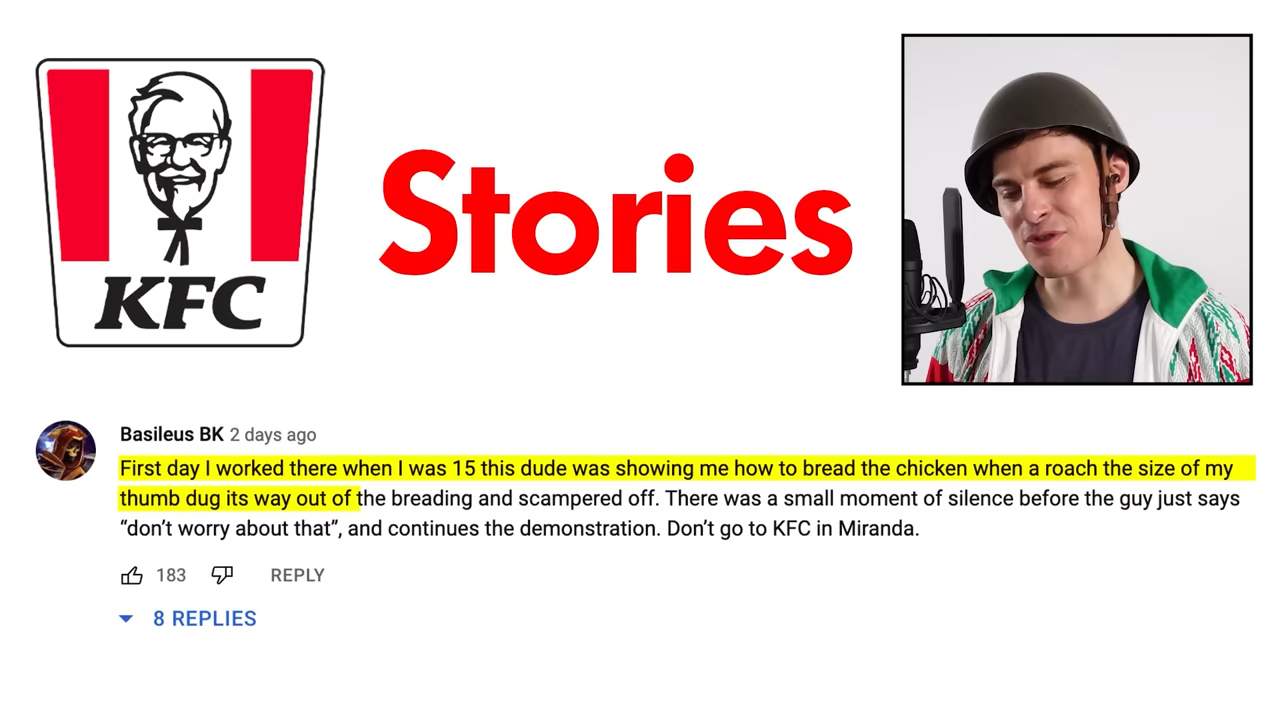 KFC
Stories
Basileus BK 2 days ago
First day I worked there when I was 15 this dude was showing me how to bread the chicken when a roach the size of my
thumb dug its way out of the breading and scampered off. There was a small moment of silence before the guy just says
“don’t worry about that”, and continues the demonstration. Don’t go to KFC in Miranda.
183 REPLY
8 REPLIES